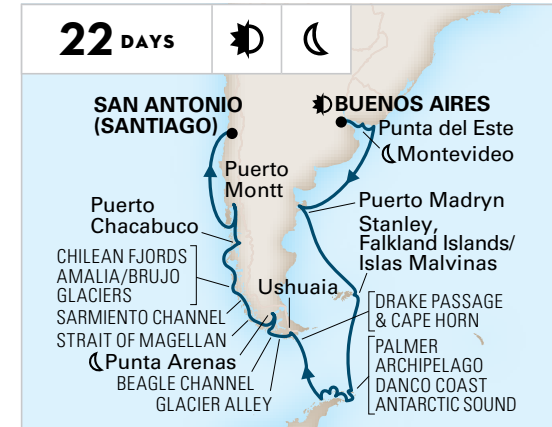 22 DAYS
SAN ANTONIO
(SANTIAGO)
BUENOS AIRES
Punta del Este
Montevideo
Puerto
Montt
Puerto Madryn
Puerto
Chacabuco
Stanley,
Falkland Islands/
Islas Malvinas
CHILEAN FJORDS
AMALIA/BRUJO
GLACIERS
Ushuaia
SARMIENTO CHANNEL
DRAKE PASSAGE
& CAPE HORN
STRAIT OF MAGELLAN
Punta Arenas
BEAGLE CHANNEL
GLACIER ALLEY
PALMER
ARCHIPELAGO
DANCO COAST
ANTARCTIC SOUND